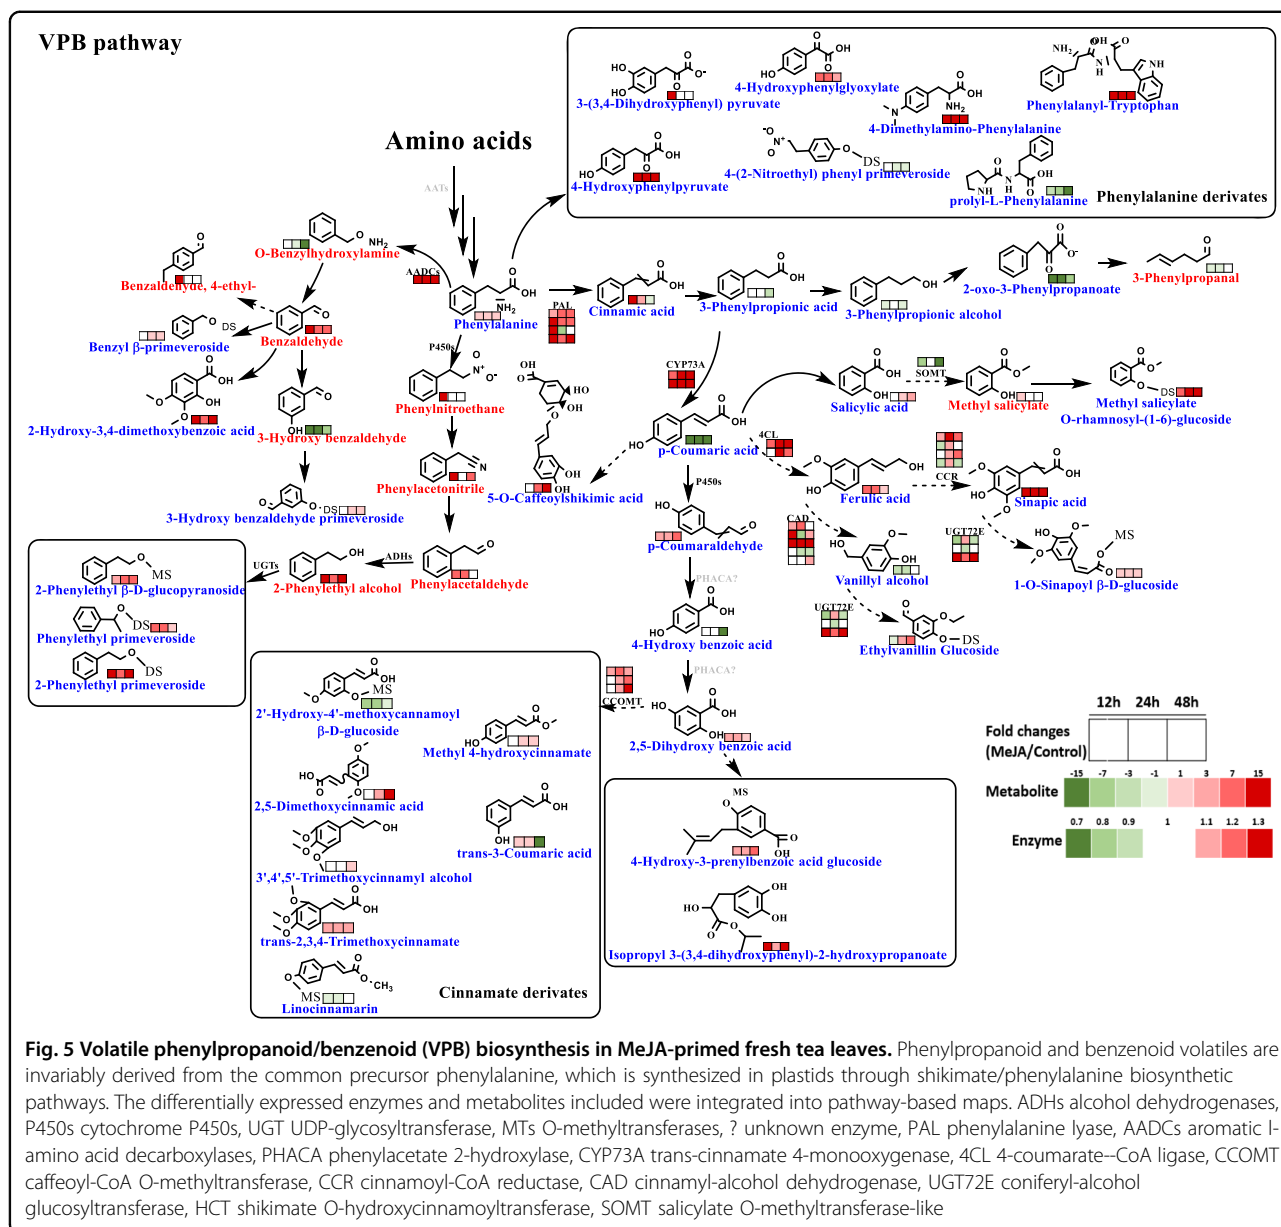 VPB pathway
3-(3,4-Dihydroxyphenyl) pyruvate
4-Hydroxyphenylglyoxylate
4-Dimethylamino-Phenylalanine
Phenylalanyl-Tryptophan
4-Hydroxyphenylpyruvate
4-(2-Nitroethyl) phenyl primeveroside
DS
prolyl-L-Phenylalanine
Phenylalanine derivates
Amino acids
AATs
O-Benzylhydroxylamine
AADCs
Benzaldehyde, 4-ethyl-
Phenylalanine
PAL
Cinnamic acid
3-Phenylpropionic acid
3-Phenylpropionic alcohol
2-oxo-3-Phenylpropanoate
3-Phenylpropanal
DS
Benzyl β-primeveroside
Benzaldehyde
P450s
Phenylnitroethane
CYP73A
SOMT
Salicylic acid
Methyl salicylate
DS
Methyl salicylate
O-rhamnosyl-(1-6)-glucoside
2-Hydroxy-3,4-dimethoxybenzoic acid
3-Hydroxy benzaldehyde
Phenylacetonitrile
p-Coumaric acid
4CL
CCR
5-O-Caffeoylshikimic acid
P450s
Ferulic acid
Sinapic acid
DS
3-Hydroxy benzaldehyde primeveroside
p-Coumaraldehyde
CAD
UGT72E
MS
UGTs
ADHs
2-Phenylethyl alcohol
Phenylacetaldehyde
Vanillyl alcohol
1-O-Sinapoyl β-D-glucoside
MS
2-Phenylethyl β-D-glucopyranoside
DS
Phenylethyl primeveroside
DS
2-Phenylethyl primeveroside
PHACA?
4-Hydroxy benzoic acid
UGT72E
DS
Ethylvanillin Glucoside
PHACA?
CCOMT
2,5-Dihydroxy benzoic acid
MS
2'-Hydroxy-4'-methoxycannamoyl
β-D-glucoside
Methyl 4-hydroxycinnamate
2,5-Dimethoxycinnamic acid
trans-3-Coumaric acid
3',4',5'-Trimethoxycinnamyl alcohol
trans-2,3,4-Trimethoxycinnamate
MS
Linocinnamarin
Cinnamate derivates
MS
4-Hydroxy-3-prenylbenzoic acid glucoside
Isopropyl 3-(3,4-dihydroxyphenyl)-2-hydroxypropanoate
12h 24h 48h
Fold changes
(MeJA/Control)
-15 -7 -3 -1 1 3 7 15
Metabolite
0.7 0.8 0.9 1 1.1 1.2 1.3
Enzyme
Fig. 5 Volatile phenylpropanoid/benzenoid (VPB) biosynthesis in MeJA-primed fresh tea leaves. Phenylpropanoid and benzenoid volatiles are
invariably derived from the common precursor phenylalanine, which is synthesized in plastids through shikimate/phenylalanine biosynthetic
pathways. The differentially expressed enzymes and metabolites included were integrated into pathway-based maps. ADHs alcohol dehydrogenases,
P450s cytochrome P450s, UGT UDP-glycosyltransferase, MTs O-methyltransferases, ? unknown enzyme, PAL phenylalanine lyase, AADCs aromatic l-
amino acid decarboxylases, PHACA phenylacetate 2-hydroxylase, CYP73A trans-cinnamate 4-monooxygenase, 4CL 4-coumarate--CoA ligase, CCOMT
caffeoyl-CoA O-methyltransferase, CCR cinnamoyl-CoA reductase, CAD cinnamyl-alcohol dehydrogenase, UGT72E coniferyl-alcohol
glucosyltransferase, HCT shikimate O-hydroxycinnamoyltransferase, SOMT salicylate O-methyltransferase-like